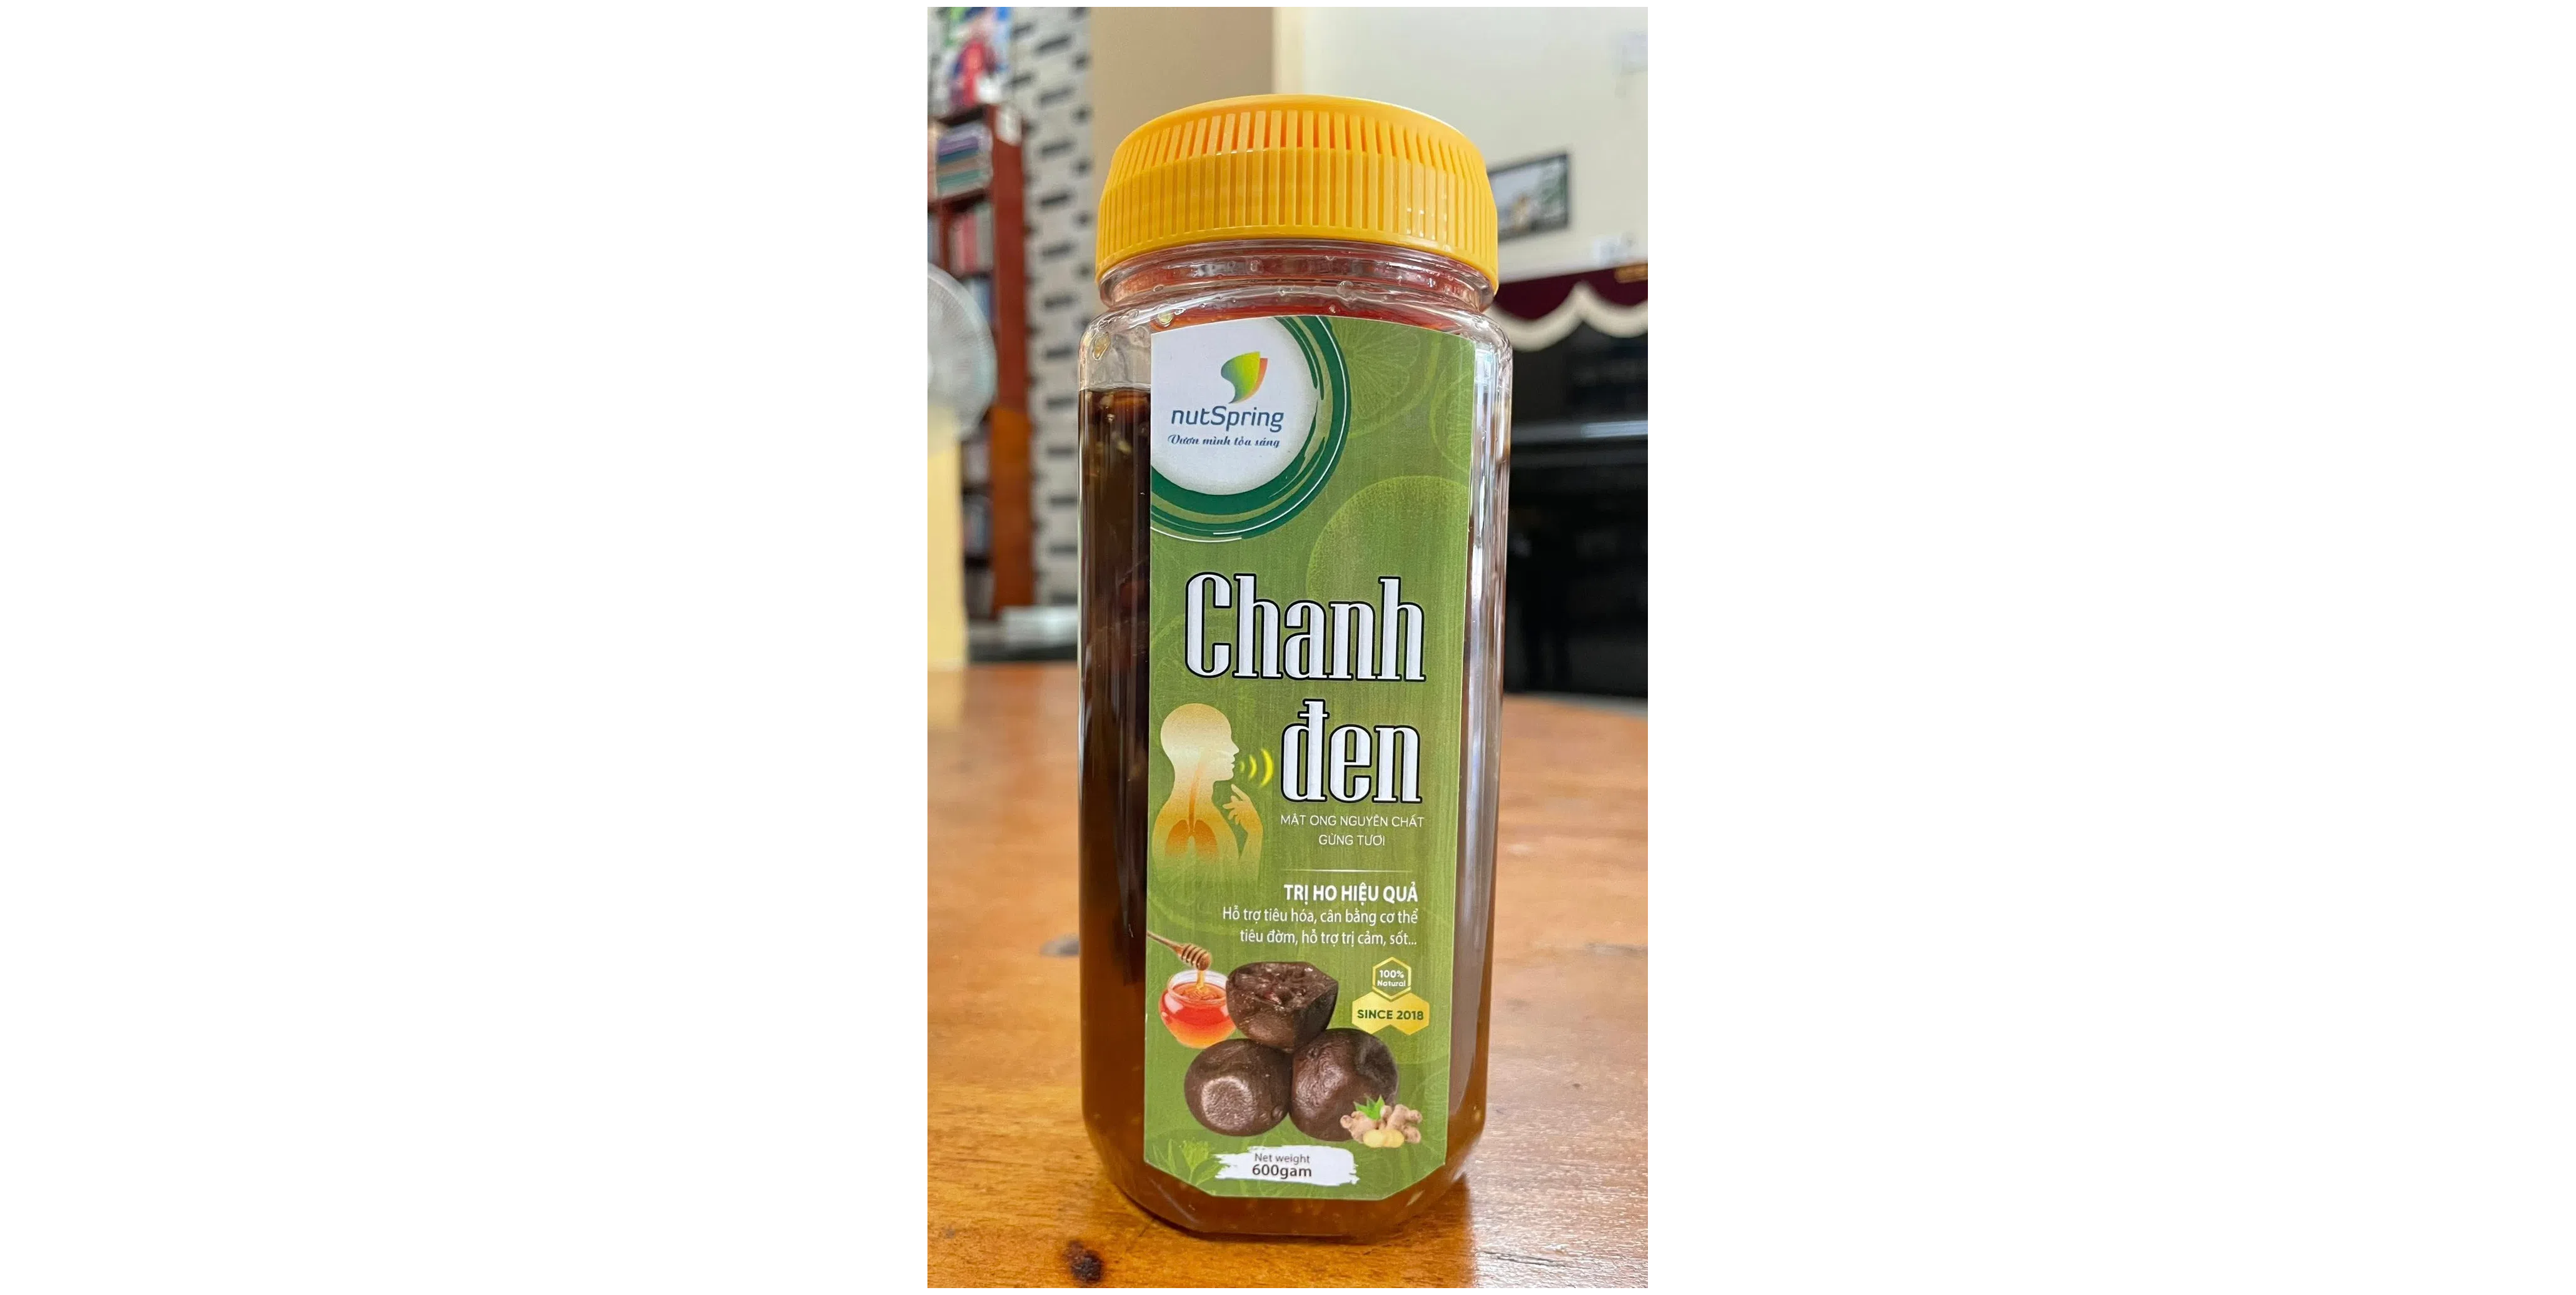 nutSpring
Vươn mình tỏa sáng
Chanh
đen
MẬT ONG NGUYÊN CHẤT
GỪNG TƯƠI
TRỊ HO HIỆU QUẢ
Hỗ trợ tiêu hóa, cân bằng cơ thể
tiêu đờm, hỗ trợ trị cảm, sốt...
100%
Natural
SINCE 2018
Net weight
600gam